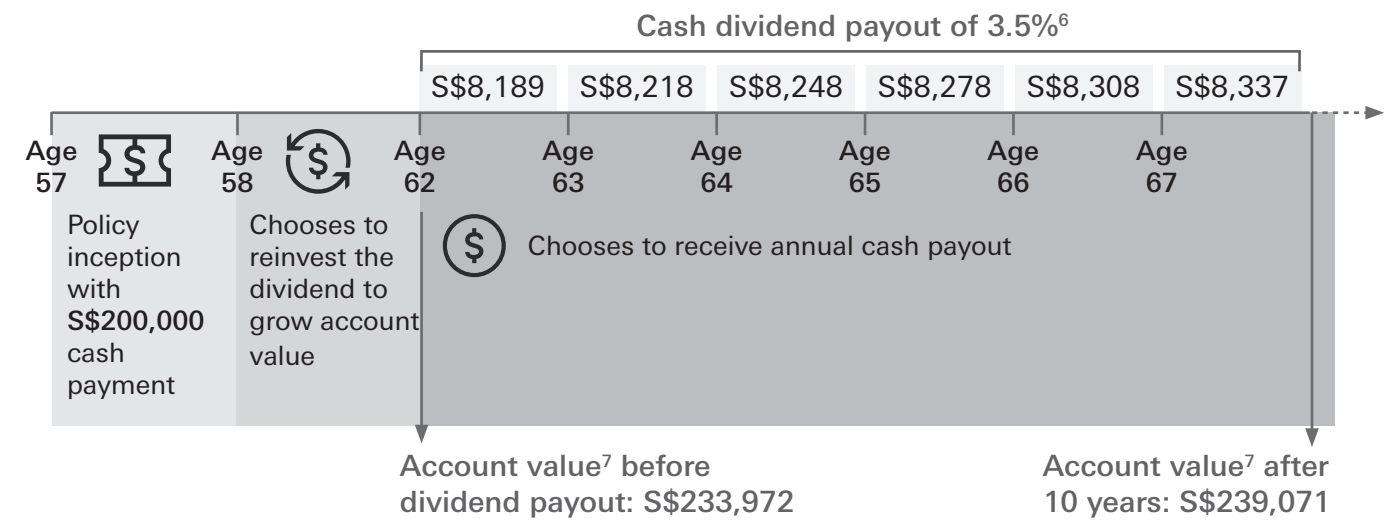 Cash dividend payout of 3.5%⁶
S$8,189 S$8,218 S$8,248 S$8,278 S$8,308 S$8,337
Age
57
Age
58
Age
62
Age
63
Age
64
Age
65
Age
66
Age
67
Policy
inception
with
S$200,000
cash
payment
Chooses to
reinvest the
dividend to
grow account
value
Chooses to receive annual cash payout
Account value⁷ before
dividend payout: S$233,972
Account value⁷ after
10 years: S$239,071